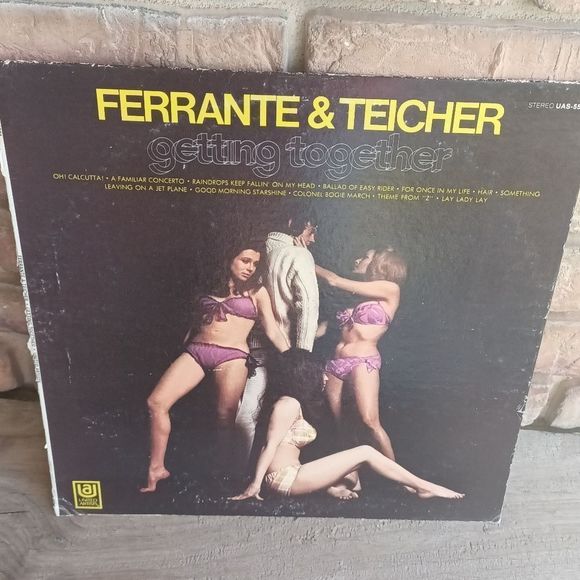 FERRANTE & TEICHER
STEREO UAS-55
getting together
OH! CALCUTTA! • A FAMILIAR CONCERTO • RAINDROPS KEEP FALLIN' ON MY HEAD • BALLAD OF EASY RIDER • FOR ONCE IN MY LIFE • HAIR • SOMETHING
LEAVING ON A JET PLANE • GOOD MORNING STARSHINE • COLONEL BOGIE MARCH • THEME FROM "Z" • LAY LADY LAY
UA
UNITED
ARTISTS